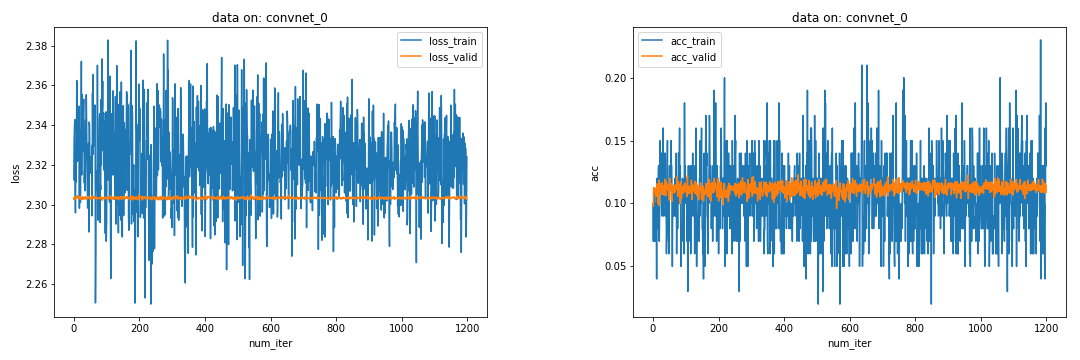 data on: convnet_0
2.38
2.36
2.34
2.32
2.30
2.28
2.26
loss
loss_train
loss_valid
0
200
400
600
800
1000
1200
num_iter
data on: convnet_0
0.20
0.15
0.10
0.05
acc
acc_train
acc_valid
0
200
400
600
800
1000
1200
num_iter